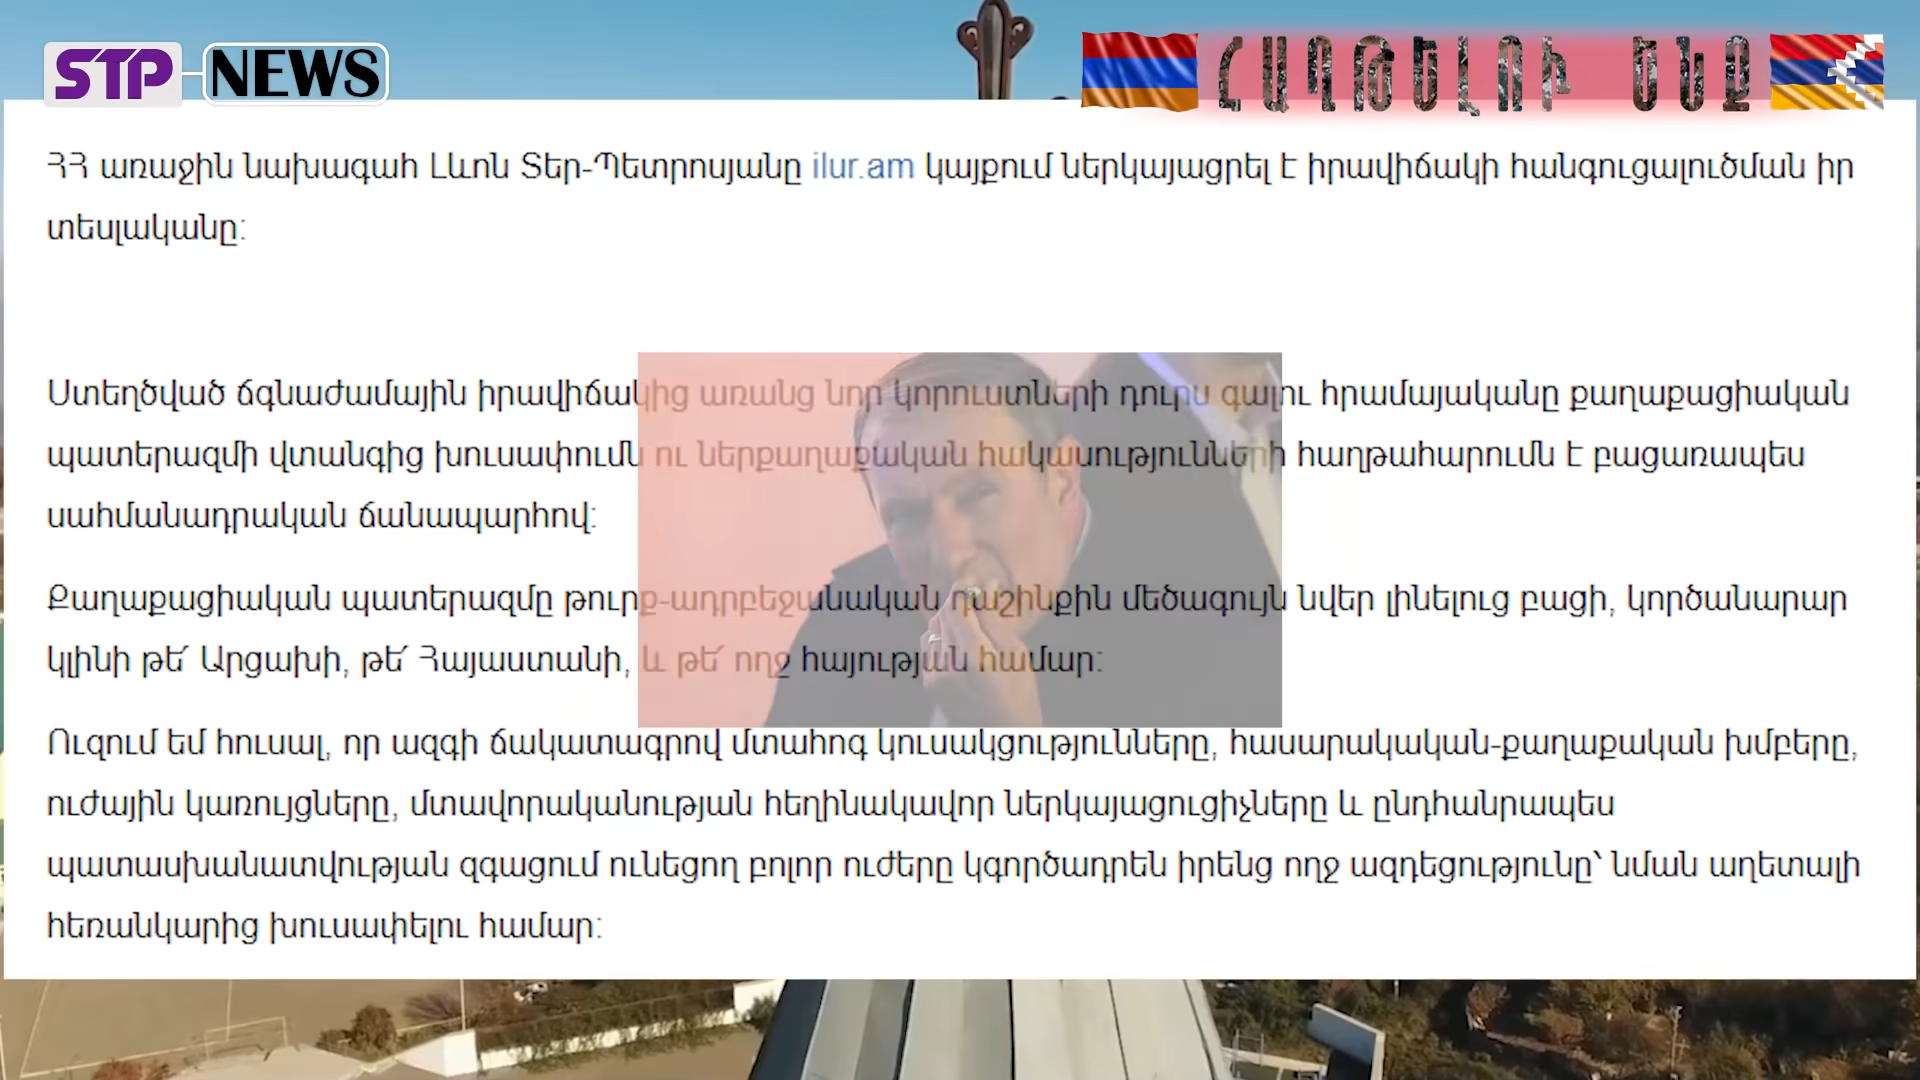 STP NEWS
ՀԱՂԹԵԼՈՒ ԵՆՔ
ՀՀ առաջին նախագահ Լևոն Տեր-Պետրոսյանը ilur.am կայքում ներկայացրել է իրավիճակի հանգուցալուծման իր
տեսլականը։
Ստեղծված ճգնաժամային իրավիճակից առանց նոր կորուստների դուրս գալու հրամայականը քաղաքացիական
պատերազմի վտանգից խուսափումն ու ներքաղաքական հակասությունների հաղթահարումն է բացառապես
սահմանադրական ճանապարհով։
Քաղաքացիական պատերազմը թուրք-ադրբեջանական դաշինքին մեծագույն նվեր լինելուց բացի, կործանարար
կլինի թե՛ Արցախի, թե՛ Հայաստանի, և թե՛ ողջ հայության համար։
Ուզում եմ հուսալ, որ ազգի ճակատագրով մտահոգ կուսակցությունները, հասարակական-քաղաքական խմբերը,
ուժային կառույցները, մտավորականության հեղինակավոր ներկայացուցիչները և ընդհանրապես
պատասխանատվության զգացում ունեցող բոլոր ուժերը կգործադրեն իրենց ողջ ազդեցությունը՝ նման աղետալի
հեռանկարից խուսափելու համար։